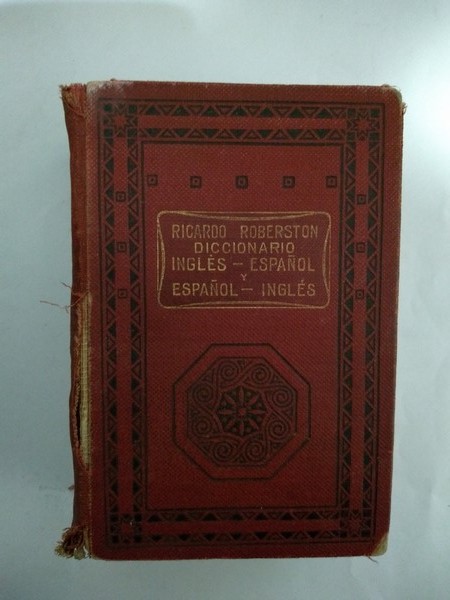 RICARDO ROBERSTON
DICCIONARIO
INGLÉS - ESPAÑOL
Y
ESPAÑOL - INGLÉS